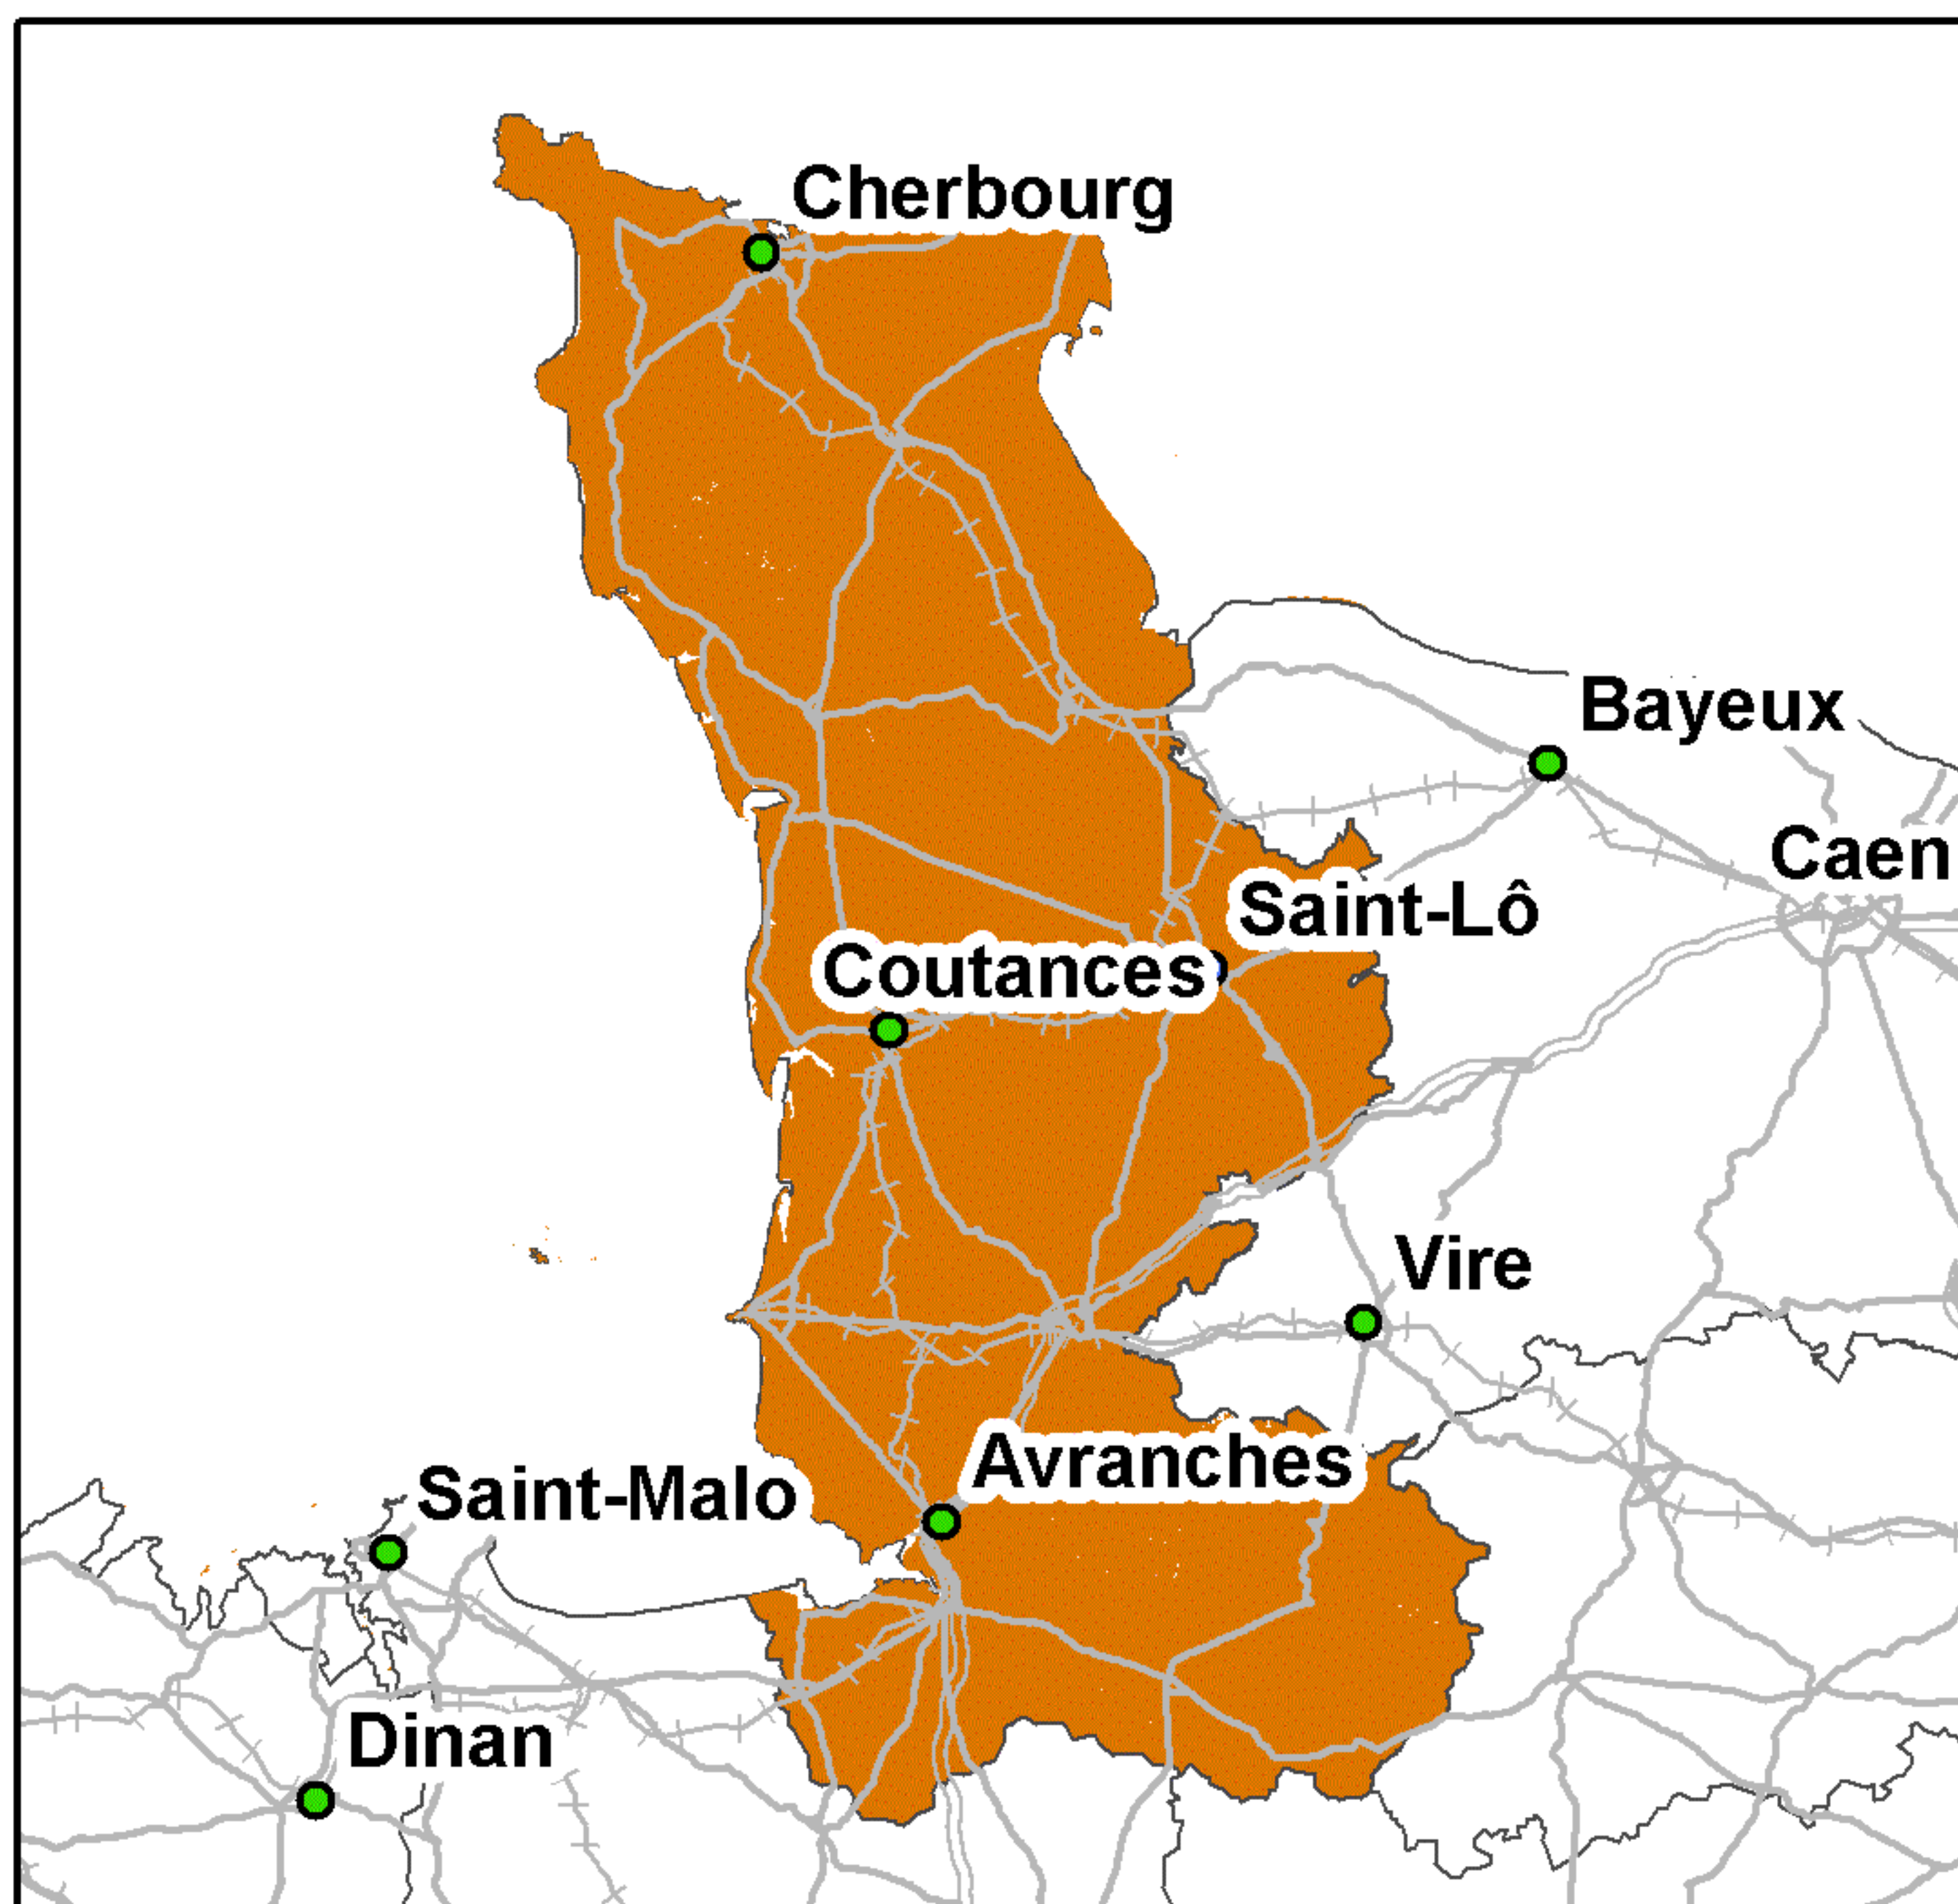 Cherbourg
Bayeux
Caen
Saint-Lô
Coutances
Vire
Avranches
Saint-Malo
Dinan